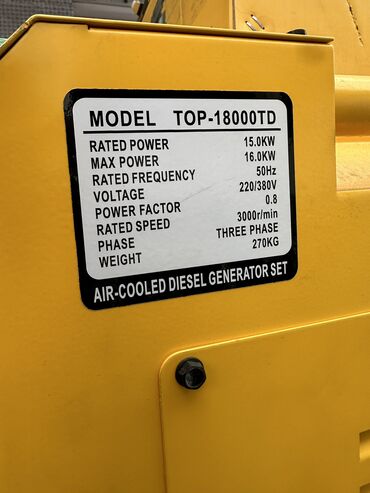 MODEL TOP-18000TD
RATED POWER 15.0KW
MAX POWER 16.0KW
RATED FREQUENCY 50Hz
VOLTAGE 220/380V
POWER FACTOR 0.8
RATED SPEED 3000r/min
PHASE THREE PHASE
WEIGHT 270KG
AIR-COOLED DIESEL GENERATOR SET